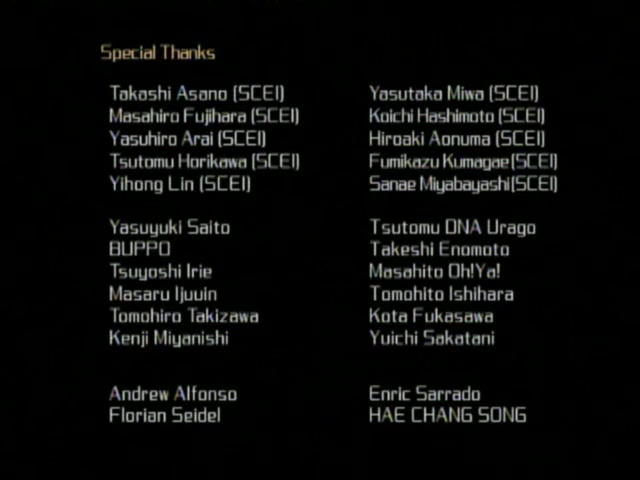 Special Thanks
Takashi Asano (SCEI) Yasutaka Miwa (SCEI)
Masahiro Fujihara (SCEI) Koichi Hashimoto (SCEI)
Yasuhiro Arai (SCEI) Hiroaki Aonuma (SCEI)
Tsutomu Horikawa (SCEI) Fumikazu Kumagae(SCEI)
Yihong Lin (SCEI) Sanae Miyabayashi(SCEI)
Yasuyuki Saito Tsutomu DNA Urago
BUPPO Takeshi Enomoto
Tsuyoshi Irie Masahito Oh!Ya!
Masaru Ijuuin Tomohito Ishihara
Tomohiro Takizawa Kota Fukasawa
Kenji Miyanishi Yuichi Sakatani
Andrew Alfonso Enric Sarrado
Florian Seidel HAE CHANG SONG